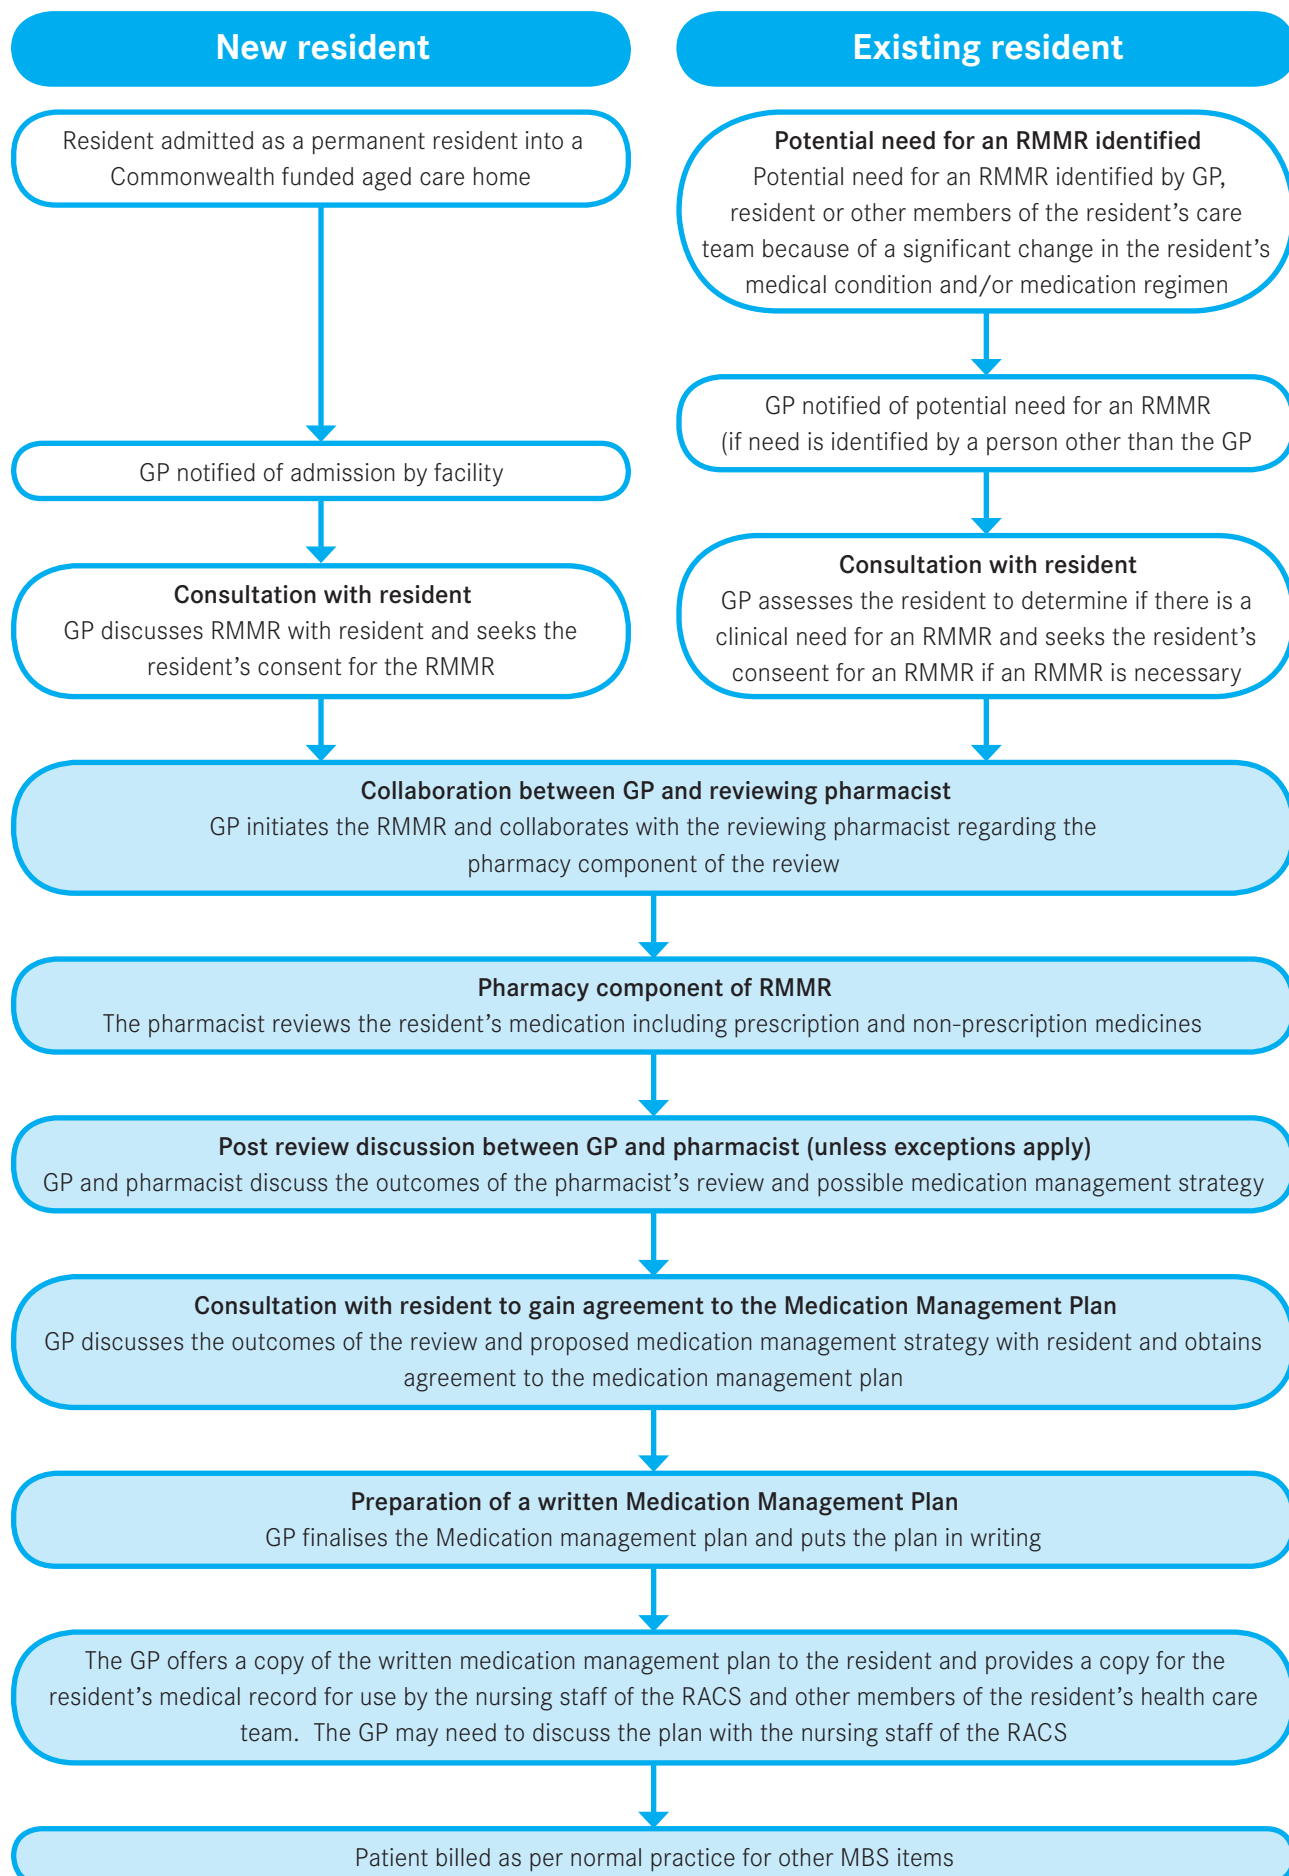 New resident
Resident admitted as a permanent resident into a
Commonwealth funded aged care home
GP notified of admission by facility
Consultation with resident
GP discusses RMMR with resident and seeks the
resident's consent for the RMMR
Existing resident
Potential need for an RMMR identified
Potential need for an RMMR identified by GP,
resident or other members of the resident's care
team because of a significant change in the resident's
medical condition and/or medication regimen
GP notified of potential need for an RMMR
(if need is identified by a person other than the GP
Consultation with resident
GP assesses the resident to determine if there is a
clinical need for an RMMR and seeks the resident's
conseent for an RMMR if an RMMR is necessary
Collaboration between GP and reviewing pharmacist
GP initiates the RMMR and collaborates with the reviewing pharmacist regarding the
pharmacy component of the review
Pharmacy component of RMMR
The pharmacist reviews the resident's medication including prescription and non-prescription medicines
Post review discussion between GP and pharmacist (unless exceptions apply)
GP and pharmacist discuss the outcomes of the pharmacist's review and possible medication management strategy
Consultation with resident to gain agreement to the Medication Management Plan
GP discusses the outcomes of the review and proposed medication management strategy with resident and obtains
agreement to the medication management plan
Preparation of a written Medication Management Plan
GP finalises the Medication management plan and puts the plan in writing
The GP offers a copy of the written medication management plan to the resident and provides a copy for the
resident's medical record for use by the nursing staff of the RACS and other members of the resident's health care
team.  The GP may need to discuss the plan with the nursing staff of the RACS
Patient billed as per normal practice for other MBS items